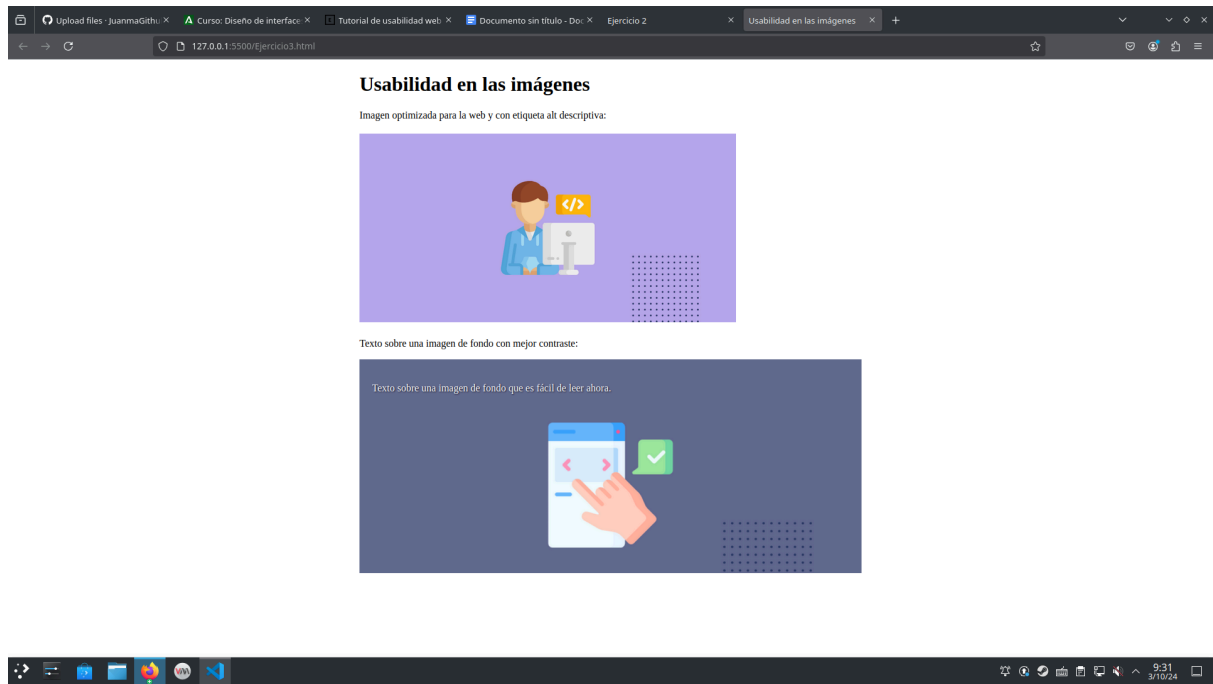 Upload files · JuanmaGithu
Curso: Diseño de interface
Tutorial de usabilidad web
Documento sin título - Doc
Ejercicio 2
Usabilidad en las imágenes
127.0.0.1:5500/Ejercicio3.html
Usabilidad en las imágenes
Imagen optimizada para la web y con etiqueta alt descriptiva:
</>
Texto sobre una imagen de fondo con mejor contraste:
Texto sobre una imagen de fondo que es fácil de leer ahora.
9:31
3/10/24